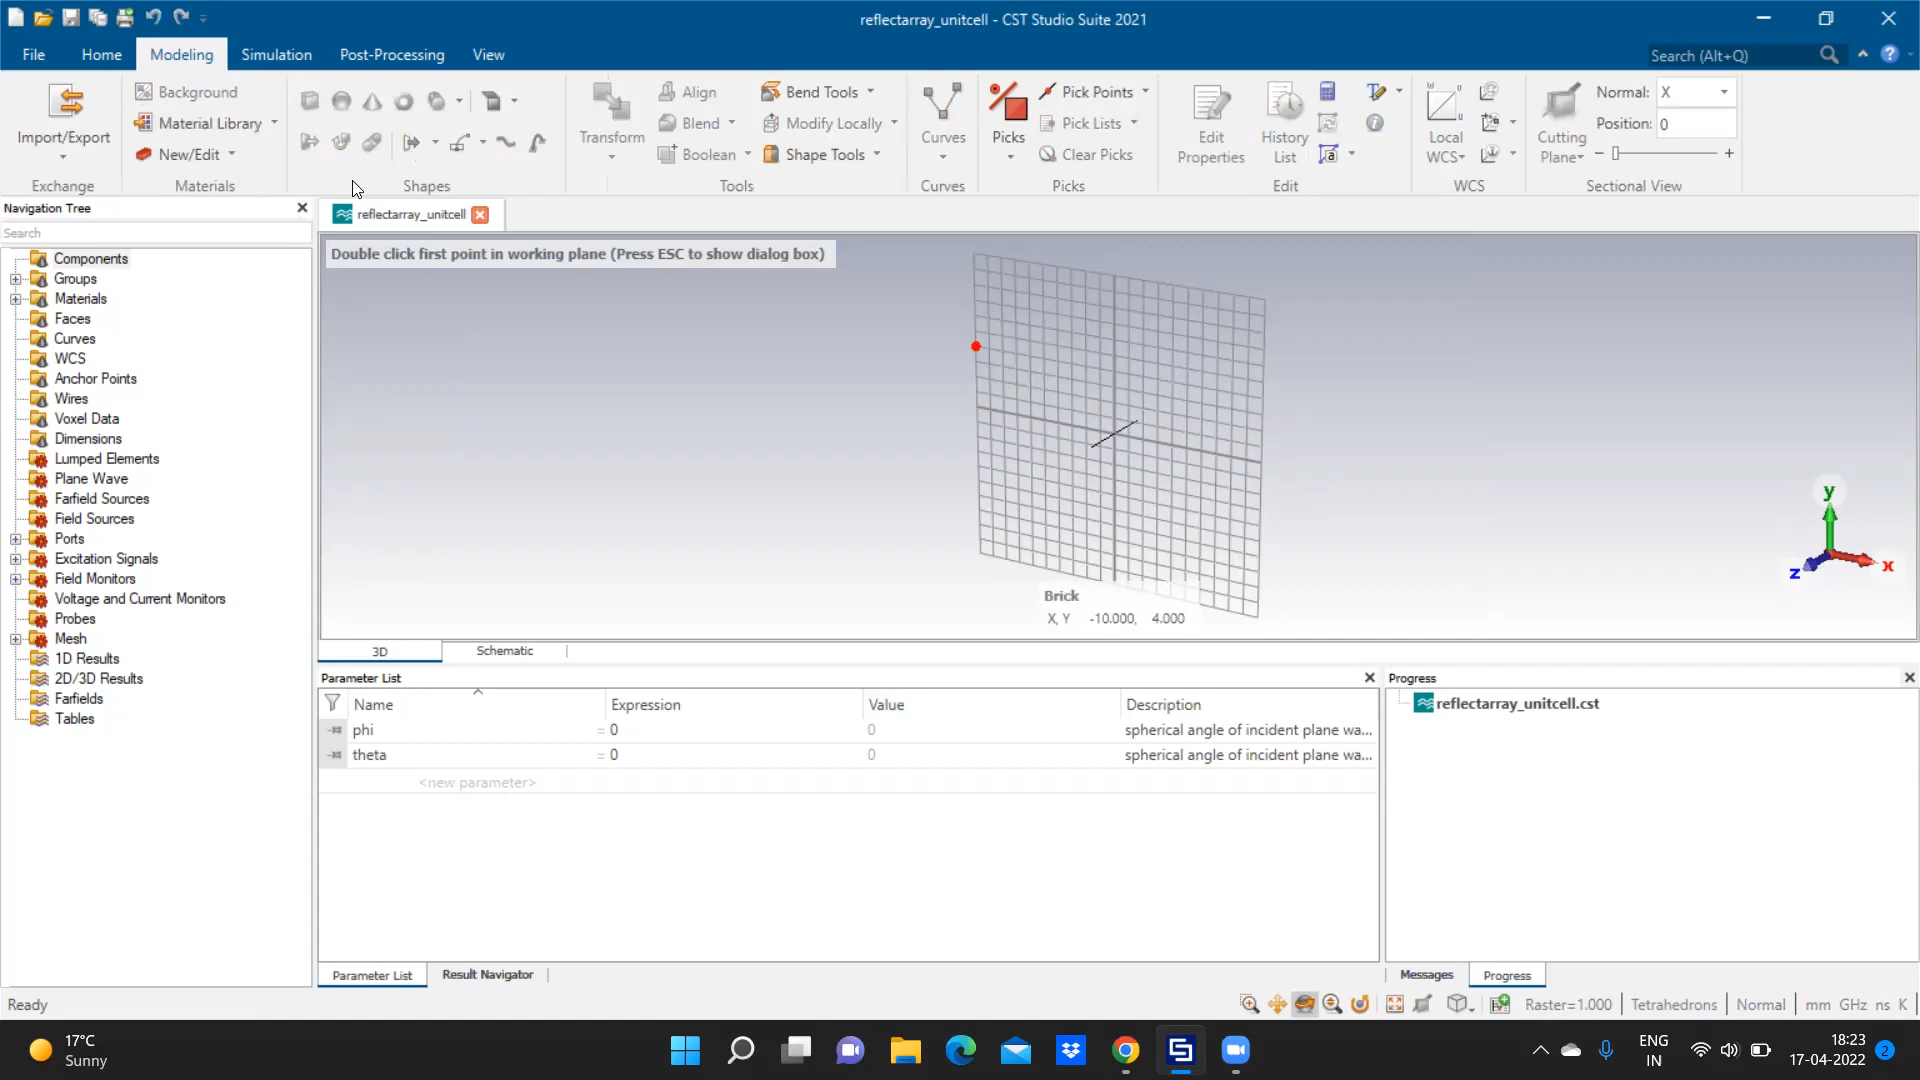 reflectarray_unitcell - CST Studio Suite 2021
File Home Modeling Simulation Post-Processing View
Search (Alt+Q)
Import/Export
Exchange
Background
Material Library
New/Edit
Materials
Shapes
Transform
Align
Blend
Boolean
Bend Tools
Modify Locally
Shape Tools
Tools
Curves
Curves
Picks
Pick Points
Pick Lists
Clear Picks
Picks
Edit
Properties
History
List
Edit
Local
WCS
WCS
Cutting
Plane
Normal: X
Position: 0
Sectional View
Navigation Tree
Search
Components
Groups
Materials
Faces
Curves
WCS
Anchor Points
Wires
Voxel Data
Dimensions
Lumped Elements
Plane Wave
Farfield Sources
Field Sources
Ports
Excitation Signals
Field Monitors
Voltage and Current Monitors
Probes
Mesh
1D Results
2D/3D Results
Farfields
Tables
reflectarray_unitcell
Double click first point in working plane (Press ESC to show dialog box)
Brick
X, Y -10.000, 4.000
y
z
x
3D Schematic
Parameter List
Name Expression Value Description
phi = 0 0 spherical angle of incident plane wa...
theta = 0 0 spherical angle of incident plane wa...
<new parameter>
Parameter List Result Navigator
Progress
reflectarray_unitcell.cst
Messages Progress
Ready
Raster=1.000 Tetrahedrons Normal mm GHz ns K
17°C
Sunny
ENG
IN
18:23
17-04-2022
2